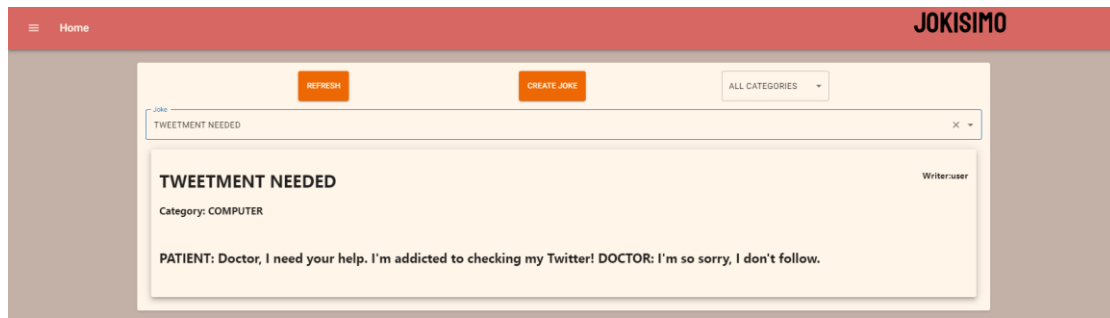 Home
JOKISIMO
REFRESH
CREATE JOKE
ALL CATEGORIES
Joke
TWEETMENT NEEDED
TWEETMENT NEEDED
Writer:user
Category: COMPUTER
PATIENT: Doctor, I need your help. I'm addicted to checking my Twitter! DOCTOR: I'm so sorry, I don't follow.